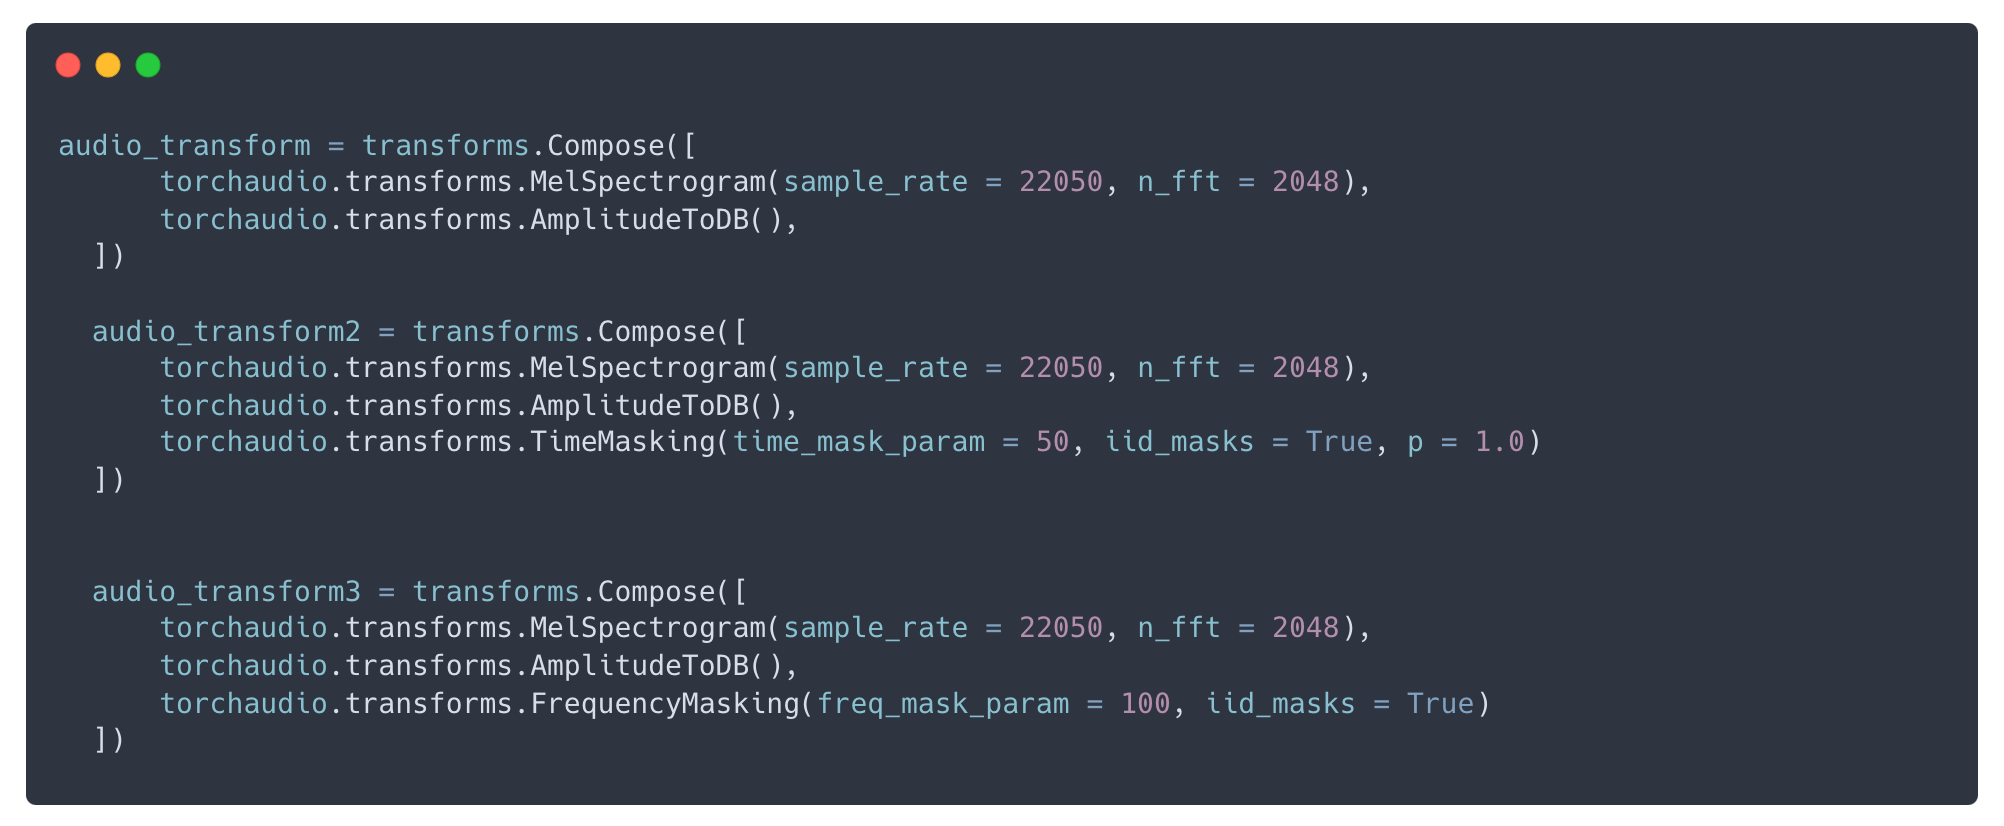 audio_transform = transforms.Compose([
      torchaudio.transforms.MelSpectrogram(sample_rate = 22050, n_fft = 2048),
      torchaudio.transforms.AmplitudeToDB(),
  ])

  audio_transform2 = transforms.Compose([
      torchaudio.transforms.MelSpectrogram(sample_rate = 22050, n_fft = 2048),
      torchaudio.transforms.AmplitudeToDB(),
      torchaudio.transforms.TimeMasking(time_mask_param = 50, iid_masks = True, p = 1.0)
  ])


  audio_transform3 = transforms.Compose([
      torchaudio.transforms.MelSpectrogram(sample_rate = 22050, n_fft = 2048),
      torchaudio.transforms.AmplitudeToDB(),
      torchaudio.transforms.FrequencyMasking(freq_mask_param = 100, iid_masks = True)
  ])